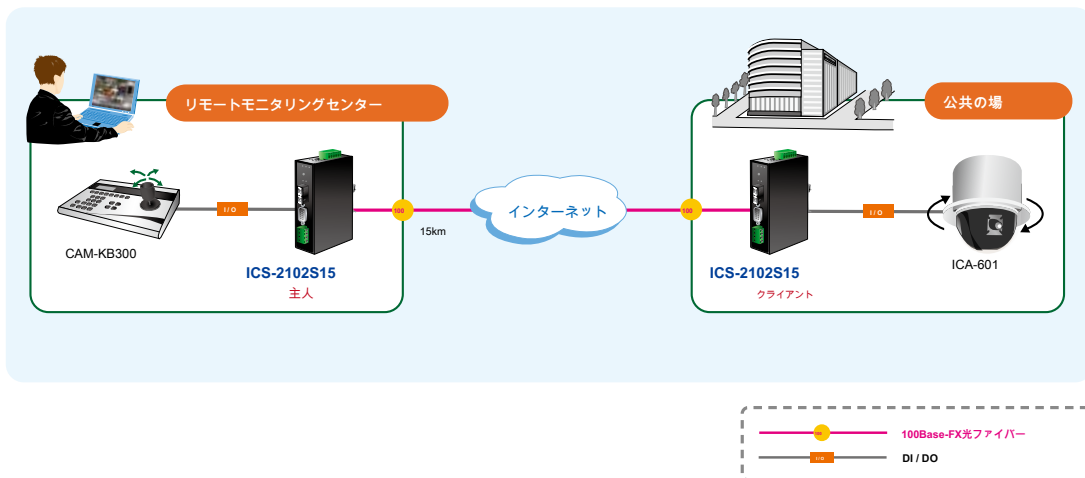 リモートモニタリングセンター
公共の場
I / O
100
15km
インターネット
100
I / O
CAM-KB300
ICS-2102S15
主人
ICS-2102S15
クライアント
ICA-601
100
100Base-FX光ファイバー
I / O
DI / DO